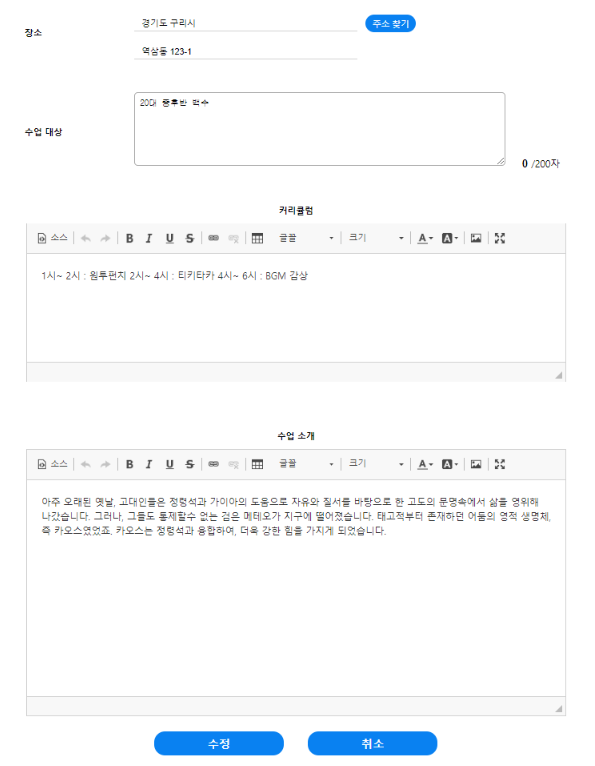 경기도 구리시 주소 찾기
장소
역삼동 123-1
20대 중후반 백수
수업 대상
0 /200자
커리큘럼
소스 B I U S 글꼴 크기 A A
1시~ 2시 : 원투펀치 2시~ 4시 : 티키타카 4시~ 6시 : BGM 감상
수업 소개
소스 B I U S 글꼴 크기 A A
아주 오래된 옛날, 고대인들은 정령석과 가이아의 도움으로 자유와 질서를 바탕으로 한 고도의 문명속에서 삶을 영위해
나갔습니다. 그러나, 그들도 통제할수 없는 검은 메테오가 지구에 떨어졌습니다. 태고적부터 존재하던 어둠의 영적 생명체,
즉 카오스였었죠. 카오스는 정령석과 융합하여, 더욱 강한 힘을 가지게 되었습니다.
수정 취소